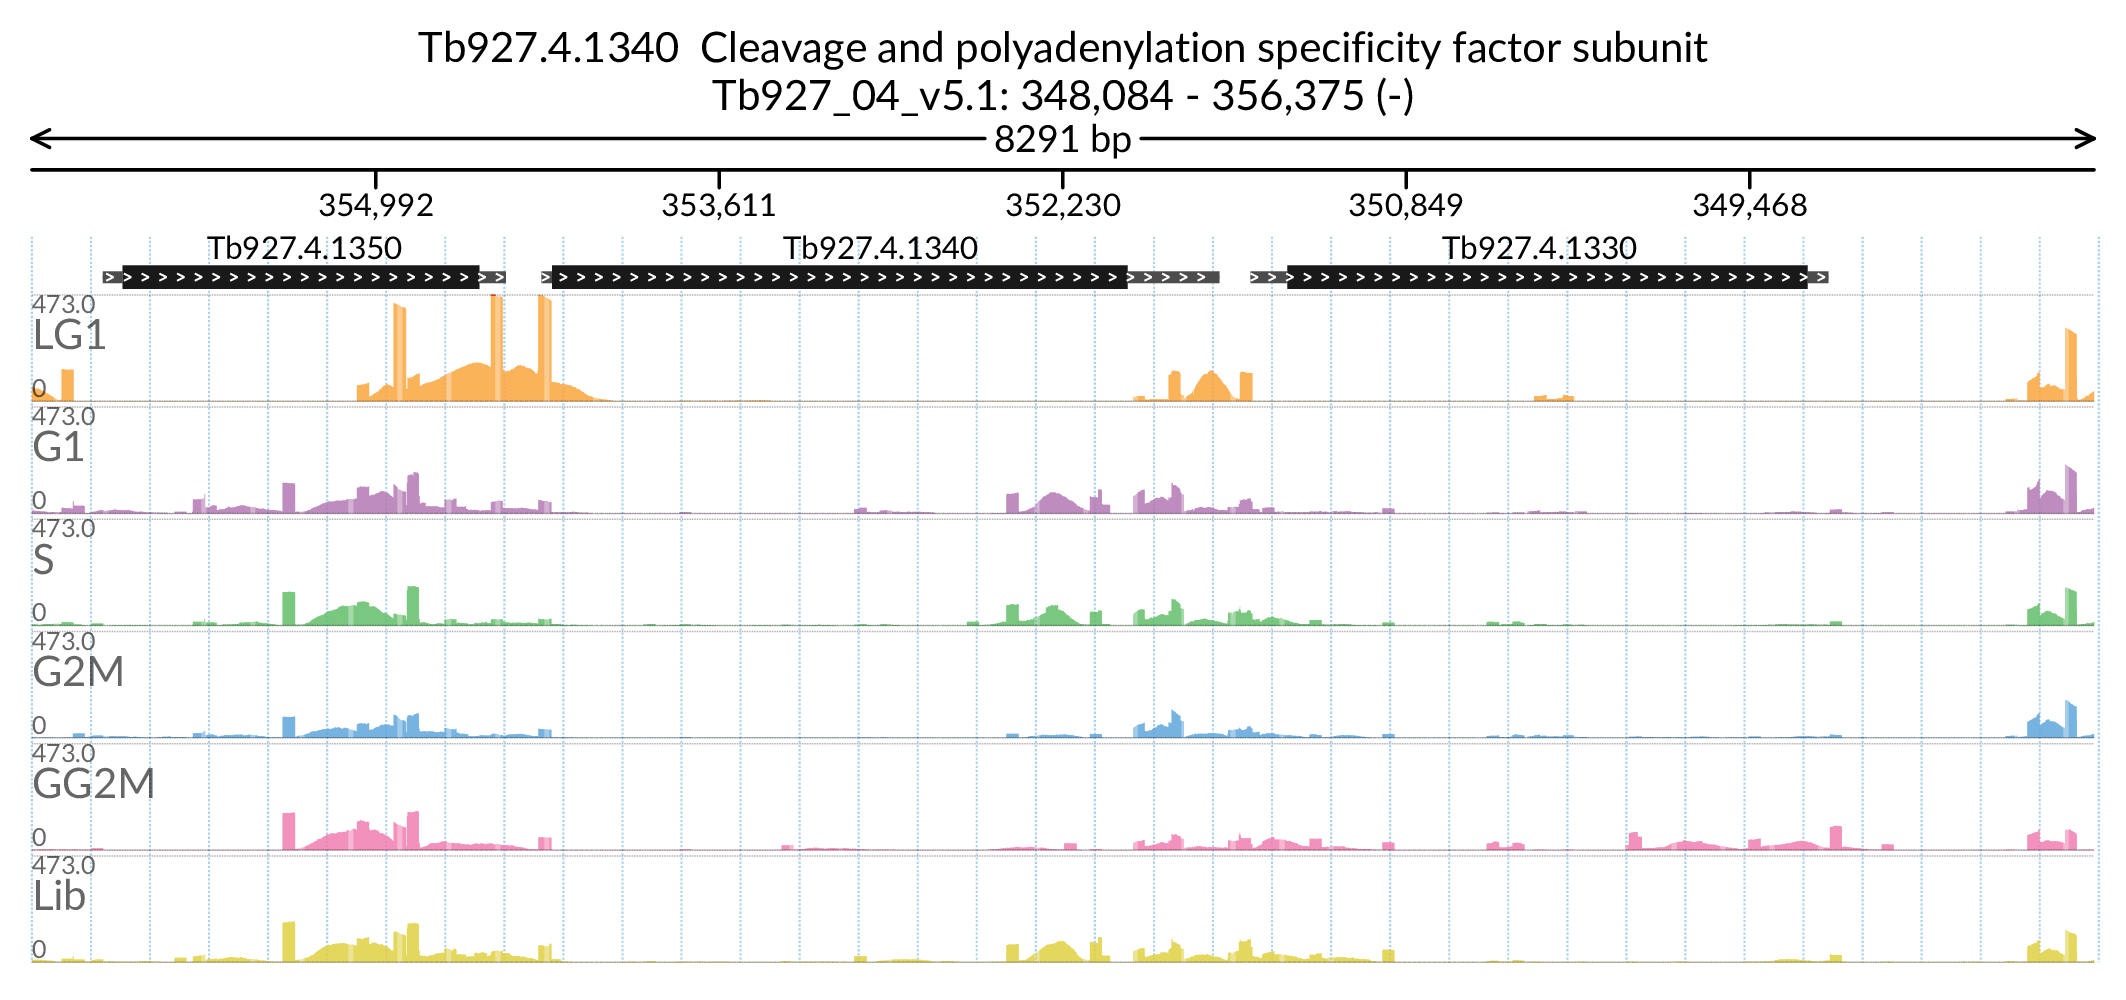 Tb927.4.1340  Cleavage and polyadenylation specificity factor subunit
Tb927_04_v5.1: 348,084 - 356,375 (-)
8291 bp
354,992 353,611 352,230 350,849 349,468
Tb927.4.1350 Tb927.4.1340 Tb927.4.1330
473.0
LG1
0
473.0
G1
0
473.0
S
0
473.0
G2M
0
473.0
GG2M
0
473.0
Lib
0